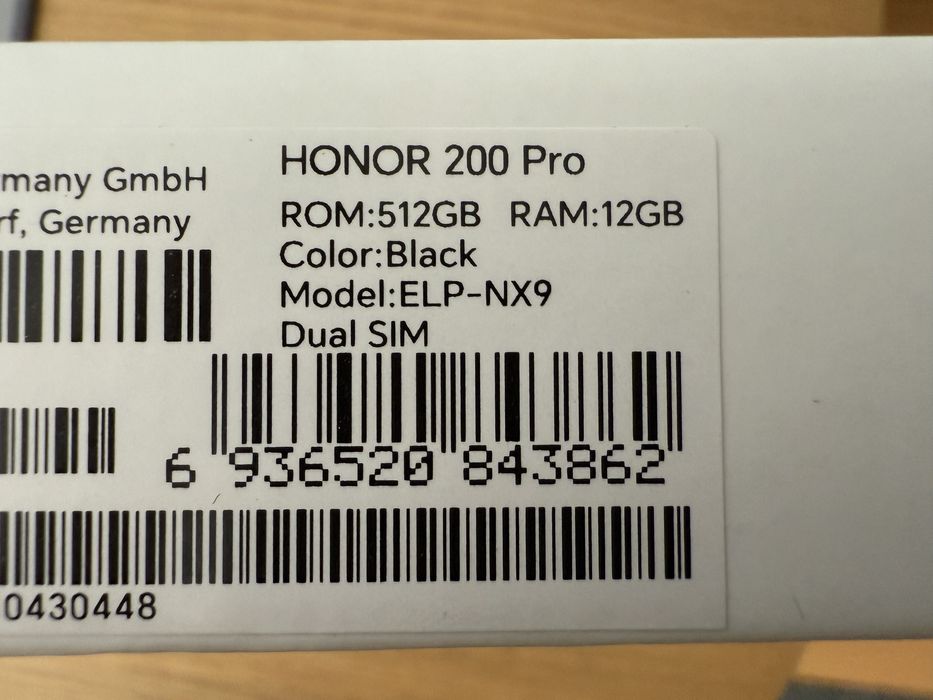 many GmbH
rf, Germany
HONOR 200 Pro
ROM:512GB RAM:12GB
Color:Black
Model:ELP-NX9
Dual SIM
6 936520 843862
0430448